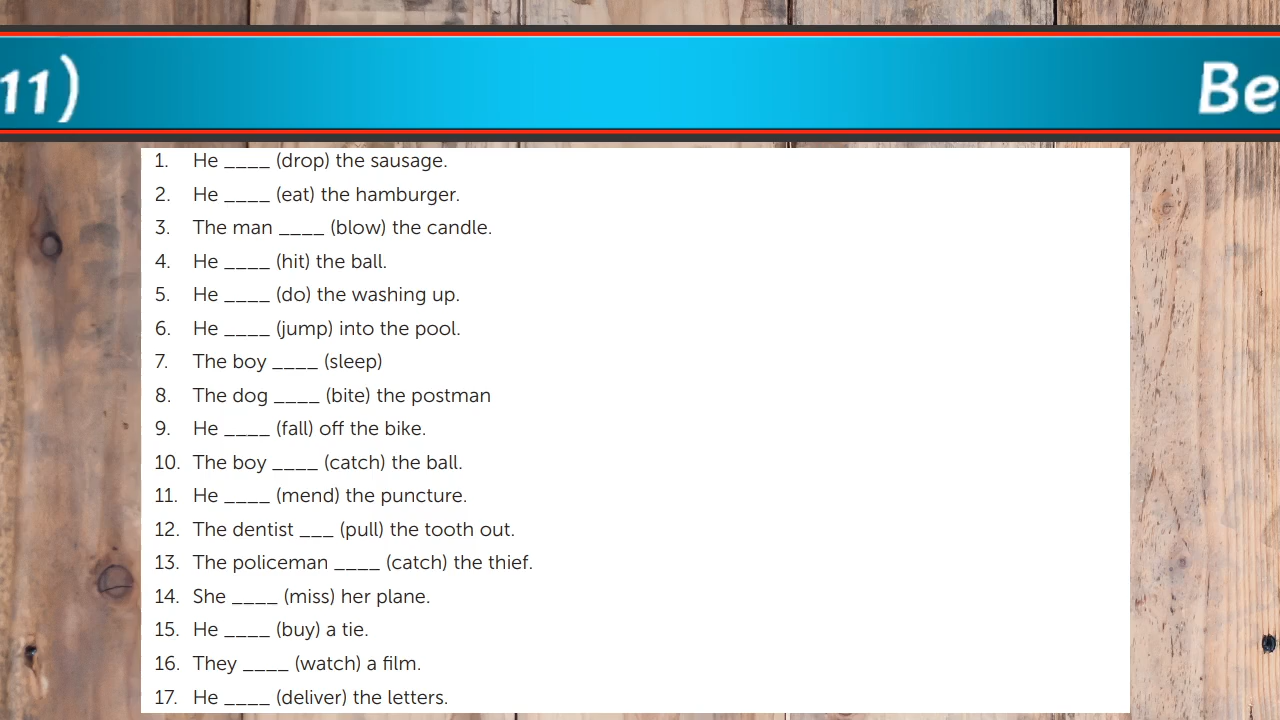 11) Be
1. He ____ (drop) the sausage.
2. He ____ (eat) the hamburger.
3. The man ____ (blow) the candle.
4. He ____ (hit) the ball.
5. He ____ (do) the washing up.
6. He ____ (jump) into the pool.
7. The boy ____ (sleep)
8. The dog ____ (bite) the postman
9. He ____ (fall) off the bike.
10. The boy ____ (catch) the ball.
11. He ____ (mend) the puncture.
12. The dentist ___ (pull) the tooth out.
13. The policeman ____ (catch) the thief.
14. She ____ (miss) her plane.
15. He ____ (buy) a tie.
16. They ____ (watch) a film.
17. He ____ (deliver) the letters.